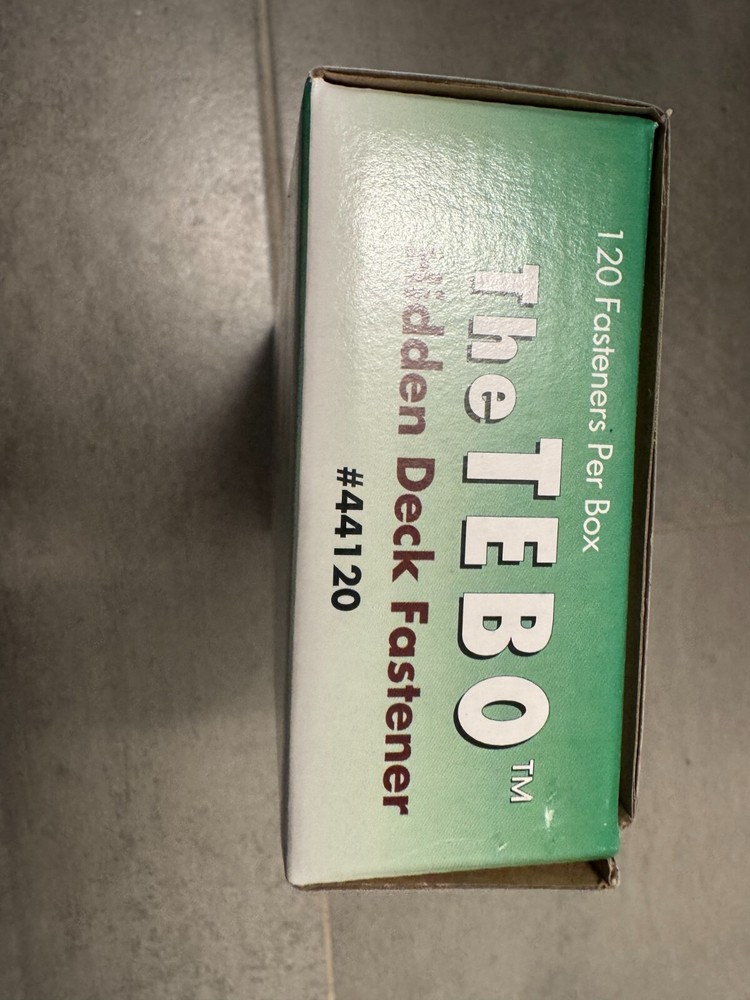 120 Fasteners Per Box
The TEBO™
Hidden Deck Fastener
#44120